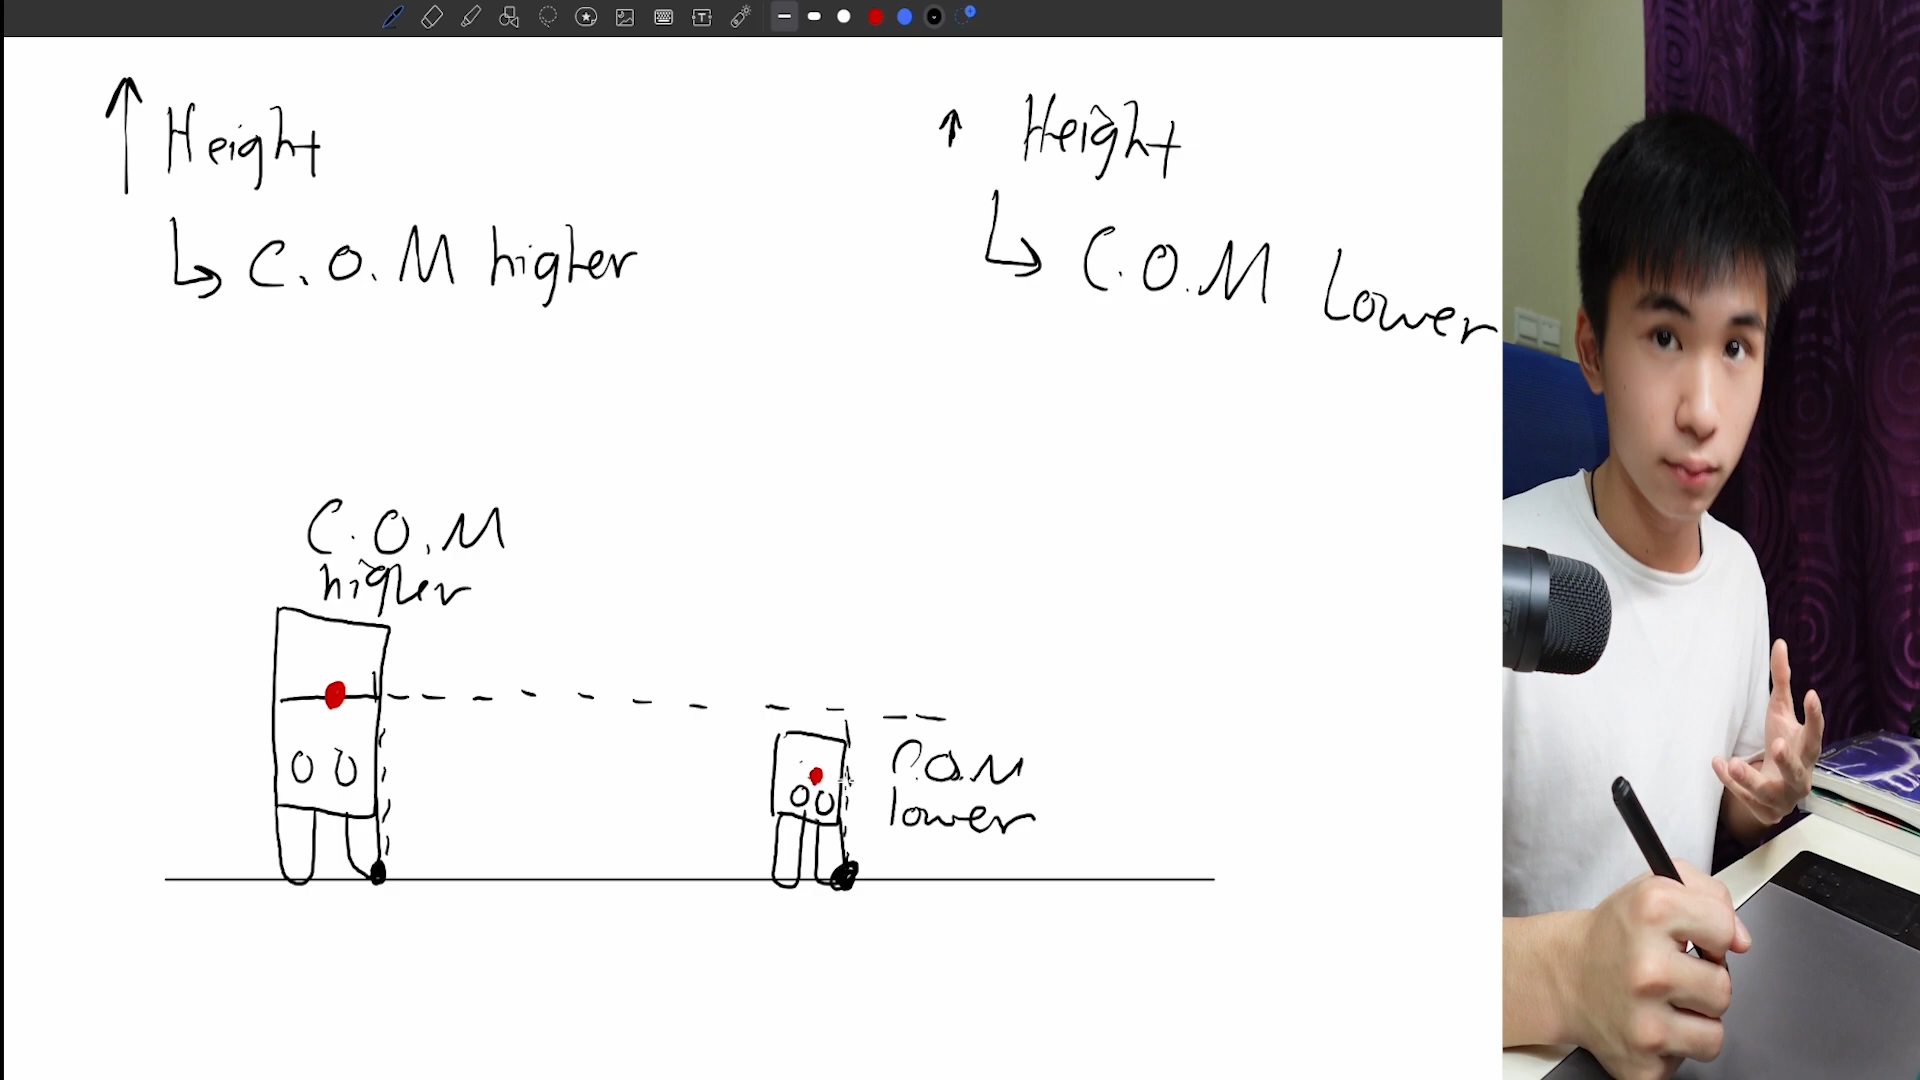 Height
C.O.M higher
Height
C.O.M Lower
C.O.M
higher
C.O.M
lower